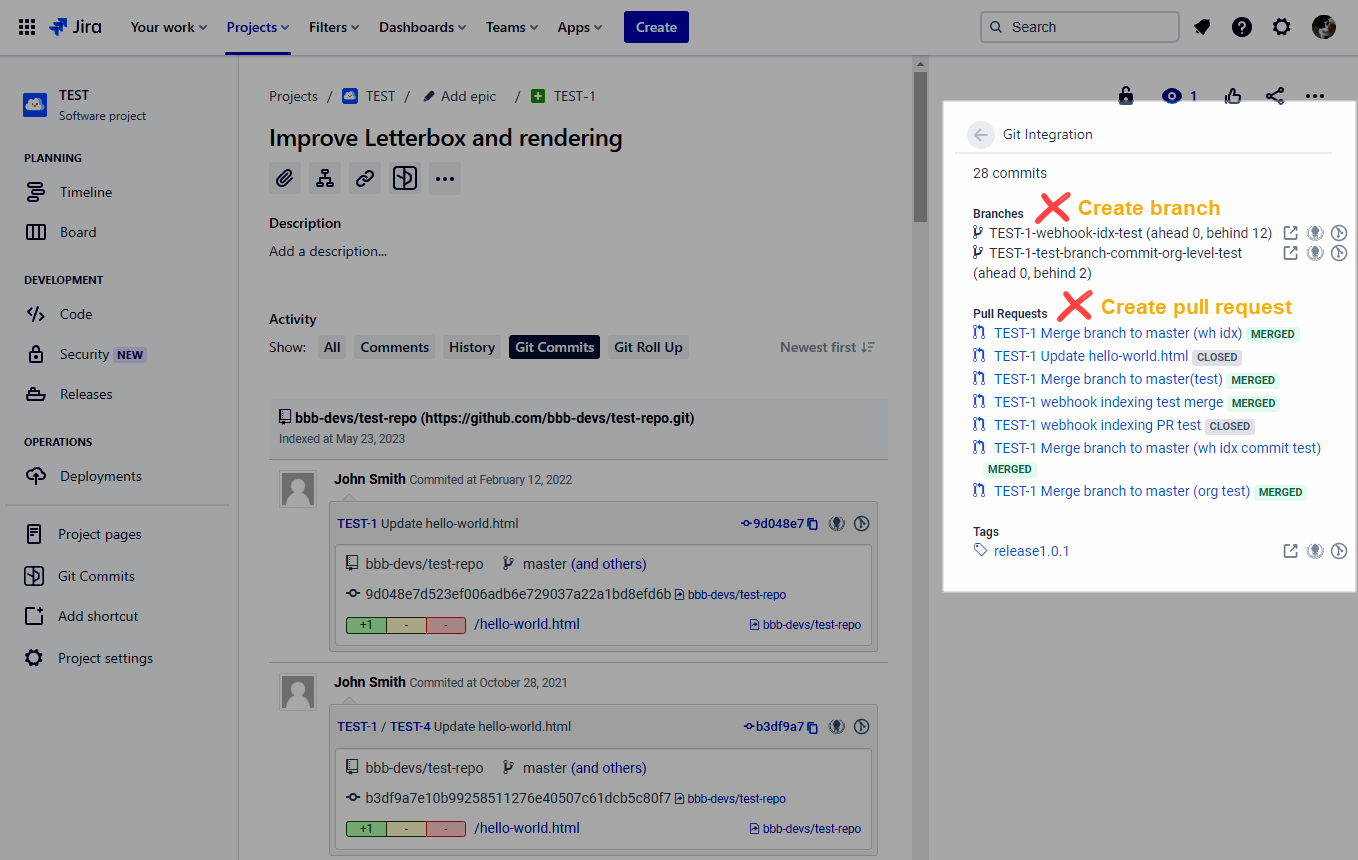 Jira
Your work
Projects
Filters
Dashboards
Teams
Apps
Create
Search
TEST
Software project
PLANNING
Timeline
Board
DEVELOPMENT
Code
Security NEW
Releases
OPERATIONS
Deployments
Project pages
Git Commits
Add shortcut
Project settings
Projects / TEST / Add epic / TEST-1
Improve Letterbox and rendering
Description
Add a description...
Activity
Show: All Comments History Git Commits Git Roll Up Newest first
bbb-devs/test-repo (https://github.com/bbb-devs/test-repo.git)
Indexed at May 23, 2023
John Smith Commited at February 12, 2022
TEST-1 Update hello-world.html 9d048e7
bbb-devs/test-repo master (and others)
9d048e7d523ef006adb6e729037a22a1bd8efd6b bbb-devs/test-repo
+1 - - /hello-world.html bbb-devs/test-repo
John Smith Commited at October 28, 2021
TEST-1 / TEST-4 Update hello-world.html b3df9a7
bbb-devs/test-repo master (and others)
b3df9a7e10b99258511276e40507c61dcb5c80f7 bbb-devs/test-repo
+1 - - /hello-world.html bbb-devs/test-repo
1
Git Integration
28 commits
Branches Create branch
TEST-1-webhook-idx-test (ahead 0, behind 12)
TEST-1-test-branch-commit-org-level-test
(ahead 0, behind 2)
Pull Requests Create pull request
TEST-1 Merge branch to master (wh idx) MERGED
TEST-1 Update hello-world.html CLOSED
TEST-1 Merge branch to master(test) MERGED
TEST-1 webhook indexing test merge MERGED
TEST-1 webhook indexing PR test CLOSED
TEST-1 Merge branch to master (wh idx commit test)
MERGED
TEST-1 Merge branch to master (org test) MERGED
Tags
release1.0.1